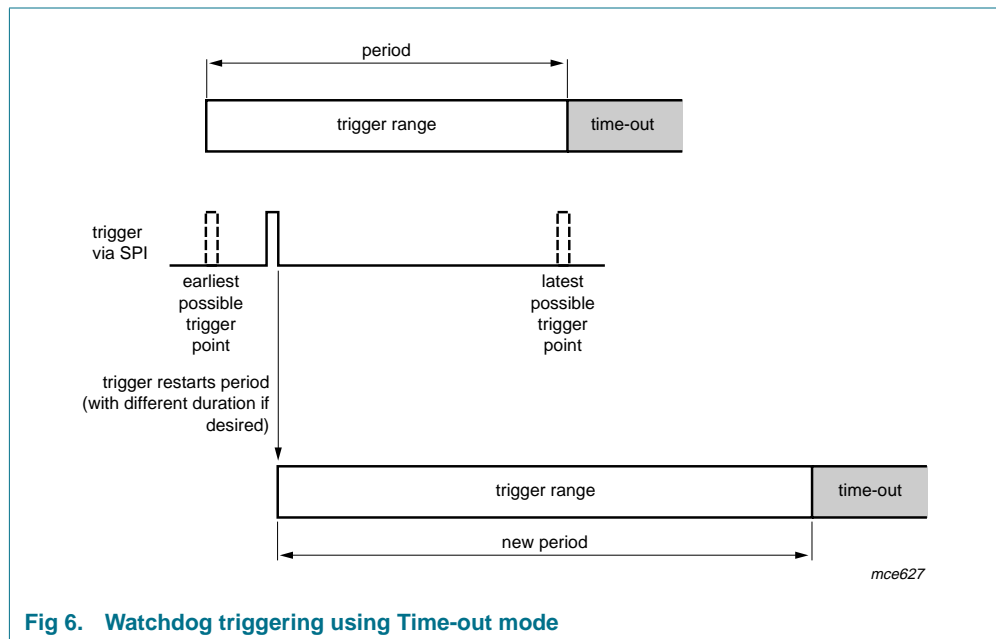 period
trigger range
time-out
trigger
via SPI
earliest
possible
trigger
point
latest
possible
trigger
point
trigger restarts period
(with different duration if
desired)
trigger range
time-out
new period
mce627
Fig 6. Watchdog triggering using Time-out mode